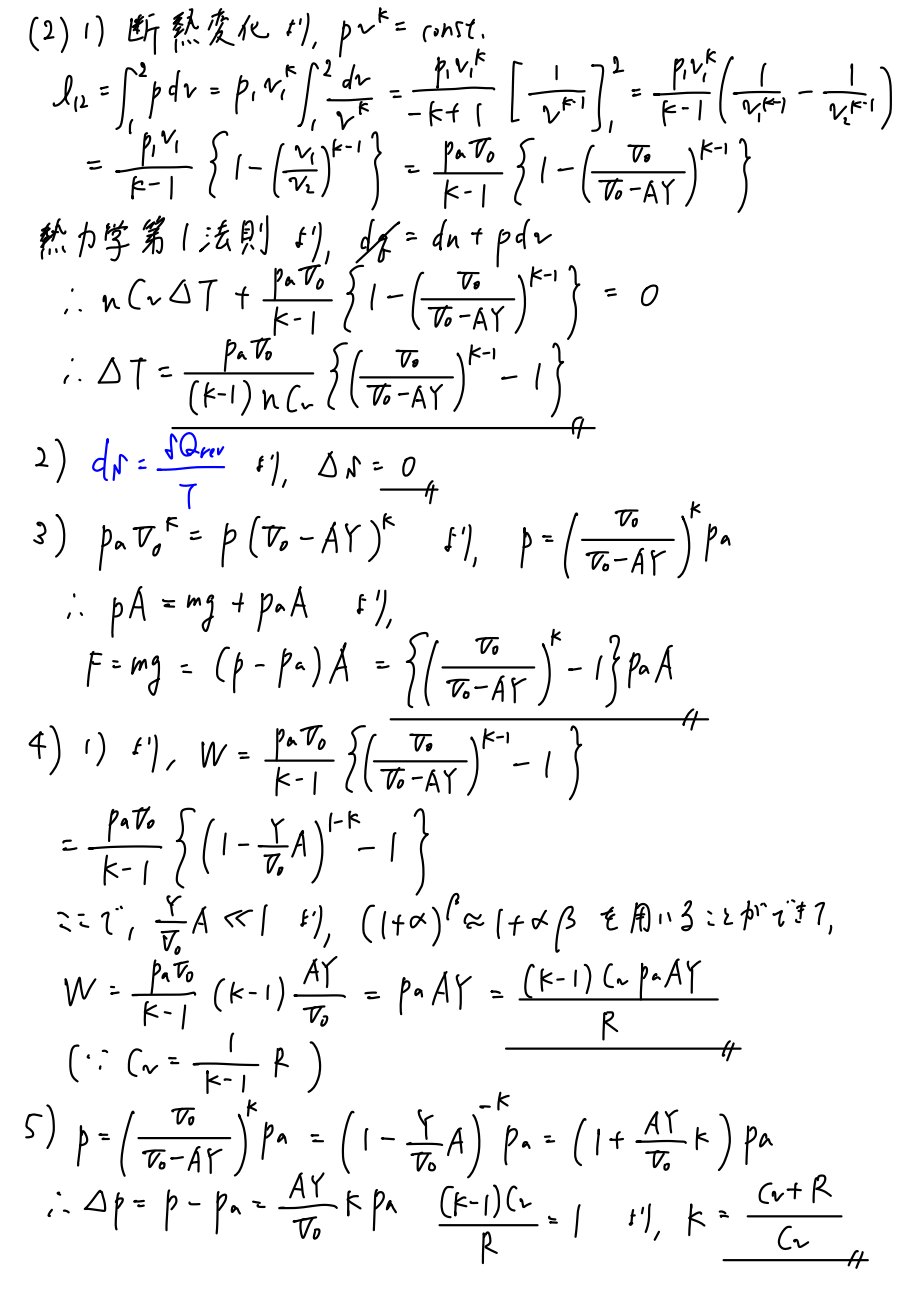 (2) 1) 断熱変化 より, pv^κ = const.
l₁₂ = ∫₁² pdv = p₁v₁^κ ∫₁² dv/v^κ = p₁v₁^κ/(-κ+1) [1/v^(κ-1)]₁² = p₁v₁^κ/(κ-1) (1/v₁^(κ-1) - 1/v₂^(κ-1))
= p₁v₁/(κ-1) {1-(v₁/v₂)^(κ-1)} = paV₀/(κ-1) {1-(V₀/(V₀-AY))^(κ-1)}
熱力学第1法則 より, dq = du + pdv
∴ nCvΔT + paV₀/(κ-1) {1-(V₀/(V₀-AY))^(κ-1)} = 0
∴ ΔT = paV₀/((κ-1)nCv) {(V₀/(V₀-AY))^(κ-1) - 1}
2) ds = δQrev/T より, Δs = 0
3) paV₀^κ = p(V₀-AY)^κ より, p = (V₀/(V₀-AY))^κ pa
∴ pA = mg + paA より,
F = mg = (p-pa)A = {(V₀/(V₀-AY))^κ - 1}paA
4) 1) より, W = paV₀/(κ-1) {(V₀/(V₀-AY))^(κ-1) - 1}
= paV₀/(κ-1) {(1 - Y/V₀ A)^(1-κ) - 1}
ここで, Y/V₀ A ≪ 1 より, (1+α)^β ≈ 1+αβ を用いることができて,
W = paV₀/(κ-1) (κ-1) AY/V₀ = paAY = (κ-1)CvpaAY/R
(∵ Cv = 1/(κ-1) R)
5) p = (V₀/(V₀-AY))^κ pa = (1 - Y/V₀ A)^(-κ) pa = (1 + AY/V₀ κ) pa
∴ Δp = p - pa = AY/V₀ κpa (κ-1)Cv/R = 1 より, κ = (Cv+R)/Cv